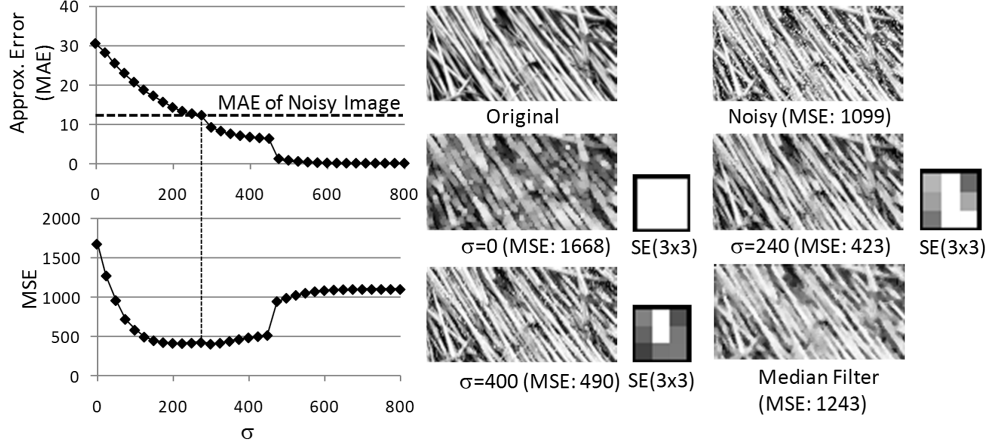 Approx. Error
(MAE)
40
30
20
10
0
MAE of Noisy Image
0 200 400 600 800
MSE
2000
1500
1000
500
0
0 200 400 600 800
σ
Original
Noisy (MSE: 1099)
σ=0 (MSE: 1668)
SE(3x3)
σ=240 (MSE: 423)
SE(3x3)
σ=400 (MSE: 490)
SE(3x3)
Median Filter
(MSE: 1243)